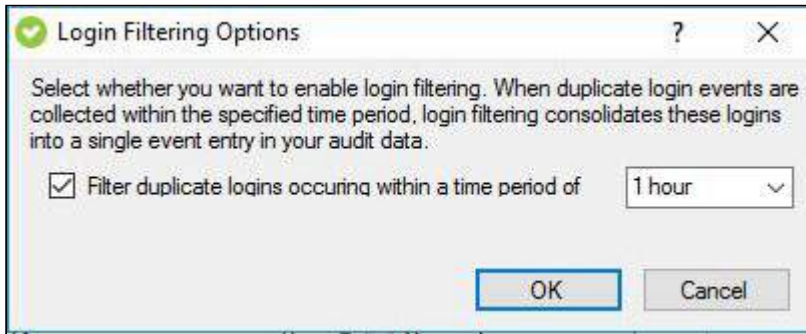 Login Filtering Options
?
Select whether you want to enable login filtering. When duplicate login events are
collected within the specified time period, login filtering consolidates these logins
into a single event entry in your audit data.
Filter duplicate logins occuring within a time period of
1 hour
OK
Cancel